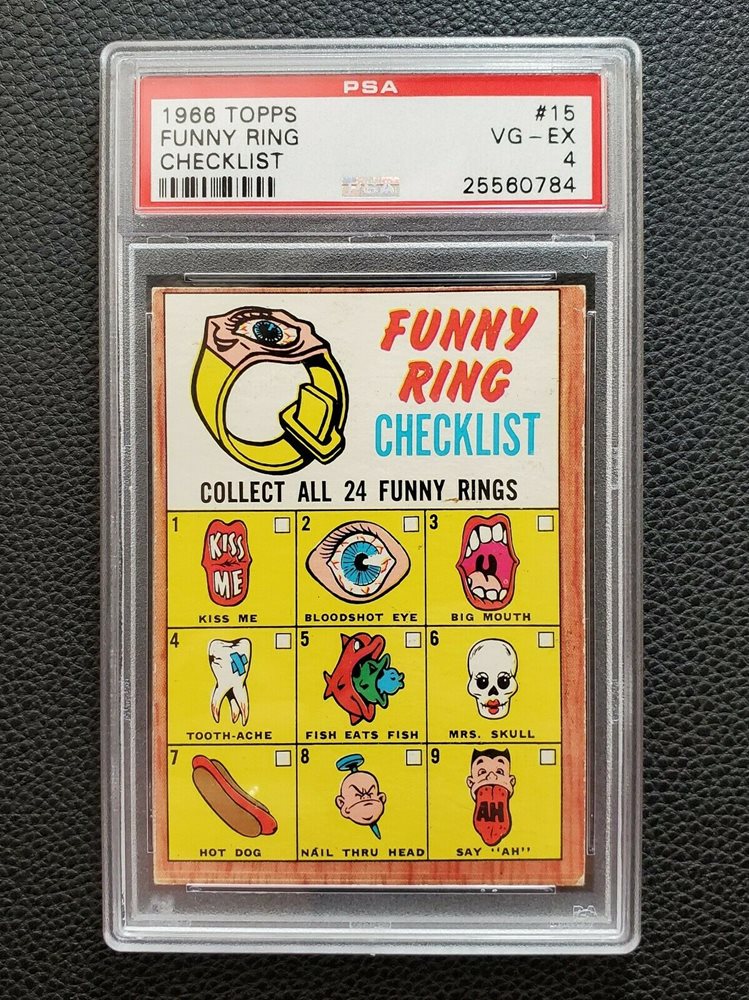 PSA
1966 TOPPS #15
FUNNY RING VG-EX
CHECKLIST 4
25560784
FUNNY
RING
CHECKLIST
COLLECT ALL 24 FUNNY RINGS
1 2 3
KISS
ME
KISS ME BLOODSHOT EYE BIG MOUTH
4 5 6
TOOTH-ACHE FISH EATS FISH MRS. SKULL
7 8 9
AH
HOT DOG NAIL THRU HEAD SAY "AH"